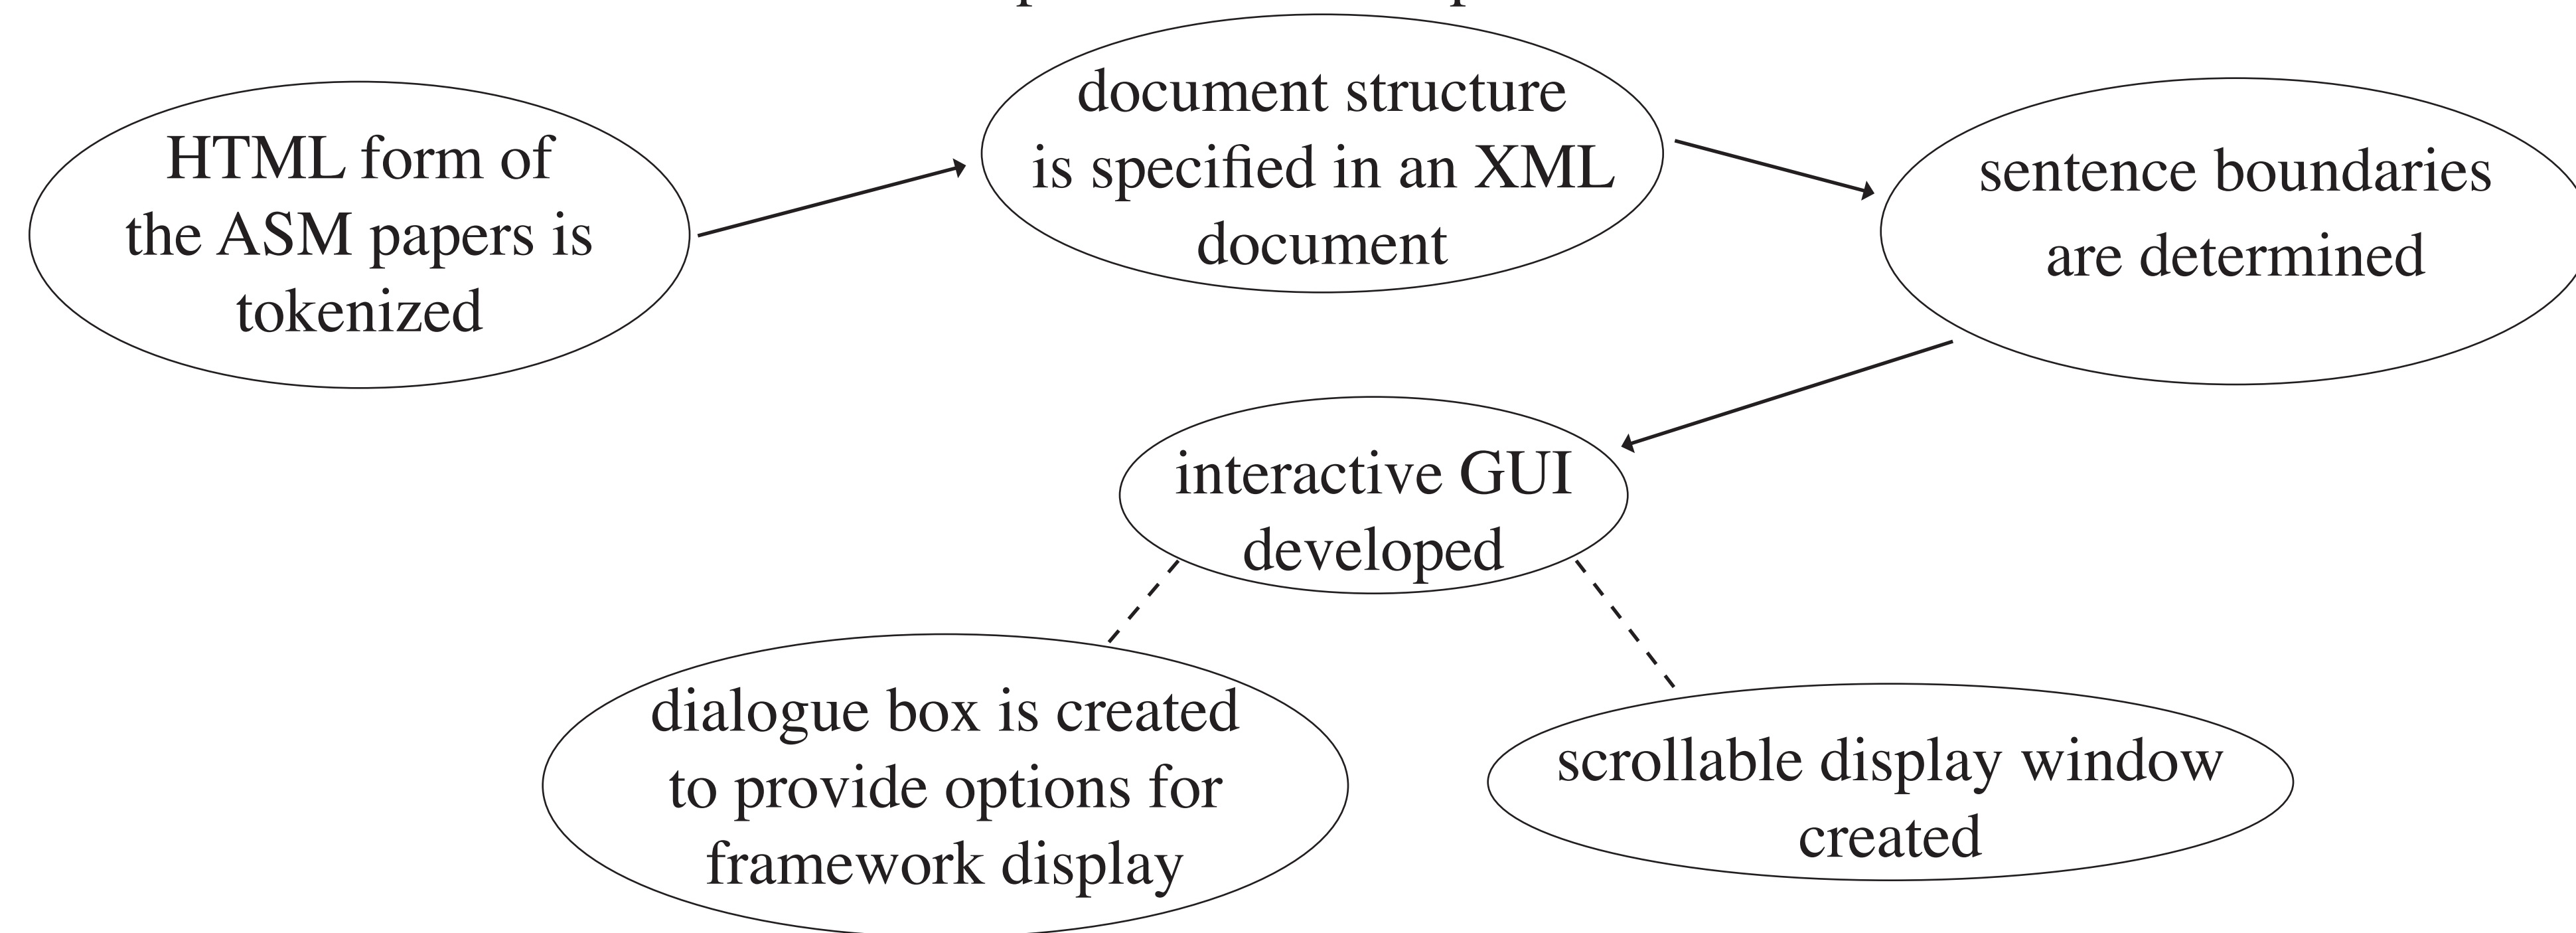 HTML form of
the ASM papers is
tokenized
document structure
is specified in an XML
document
sentence boundaries
are determined
interactive GUI
developed
dialogue box is created
to provide options for
framework display
scrollable display window
created